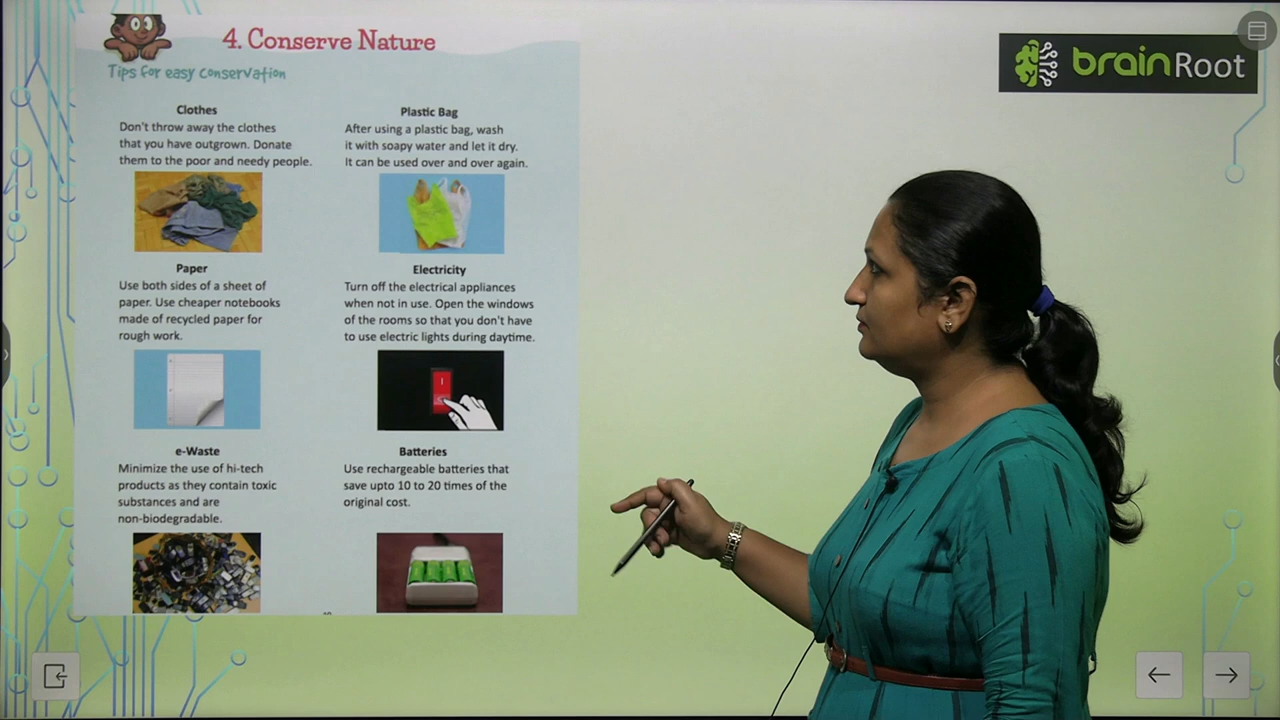 4. Conserve Nature
Tips for easy conservation
Clothes
Don't throw away the clothes
that you have outgrown. Donate
them to the poor and needy people.
Plastic Bag
After using a plastic bag, wash
it with soapy water and let it dry.
It can be used over and over again.
Paper
Use both sides of a sheet of
paper. Use cheaper notebooks
made of recycled paper for
rough work.
Electricity
Turn off the electrical appliances
when not in use. Open the windows
of the rooms so that you don't have
to use electric lights during daytime.
e-Waste
Minimize the use of hi-tech
products as they contain toxic
substances and are
non-biodegradable.
Batteries
Use rechargeable batteries that
save upto 10 to 20 times of the
original cost.
brainRoot